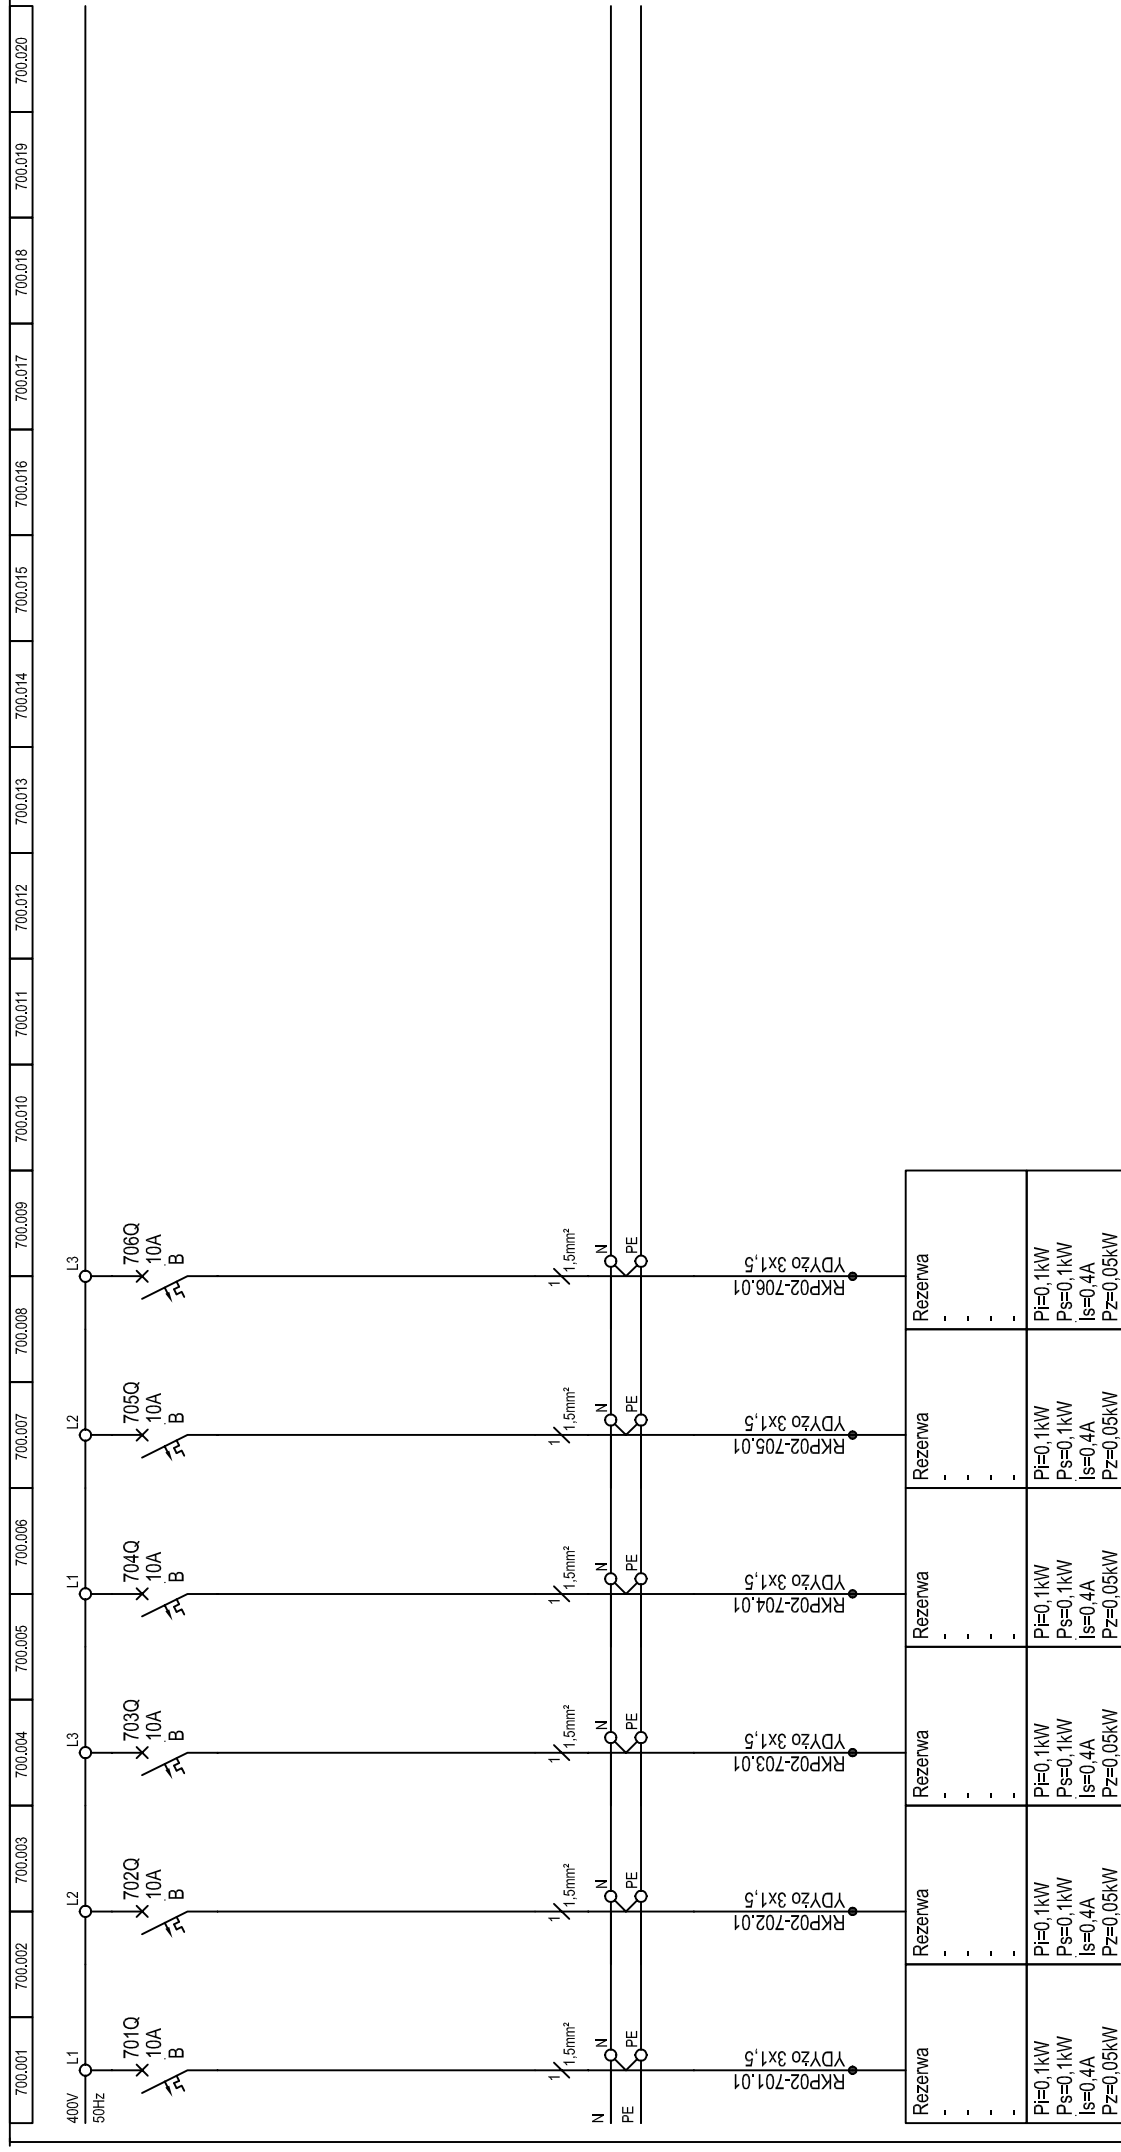 700.001 700.002 700.003 700.004 700.005 700.006 700.007 700.008 700.009 700.010 700.011 700.012 700.013 700.014 700.015 700.016 700.017 700.018 700.019 700.020
400V
50Hz
L1 L2 L3 L1 L2 L3
701Q
10A
B
702Q
10A
B
703Q
10A
B
704Q
10A
B
705Q
10A
B
706Q
10A
B
1 1,5mm²
1 1,5mm²
1 1,5mm²
1 1,5mm²
1 1,5mm²
1 1,5mm²
N N N N N N N
PE PE PE PE PE PE PE
RKP02-701.01
YDYżo 3x1,5
RKP02-702.01
YDYżo 3x1,5
RKP02-703.01
YDYżo 3x1,5
RKP02-704.01
YDYżo 3x1,5
RKP02-705.01
YDYżo 3x1,5
RKP02-706.01
YDYżo 3x1,5
Rezerwa
Pi=0,1kW
Ps=0,1kW
Is=0,4A
Pz=0,05kW
Rezerwa
Pi=0,1kW
Ps=0,1kW
Is=0,4A
Pz=0,05kW
Rezerwa
Pi=0,1kW
Ps=0,1kW
Is=0,4A
Pz=0,05kW
Rezerwa
Pi=0,1kW
Ps=0,1kW
Is=0,4A
Pz=0,05kW
Rezerwa
Pi=0,1kW
Ps=0,1kW
Is=0,4A
Pz=0,05kW
Rezerwa
Pi=0,1kW
Ps=0,1kW
Is=0,4A
Pz=0,05kW